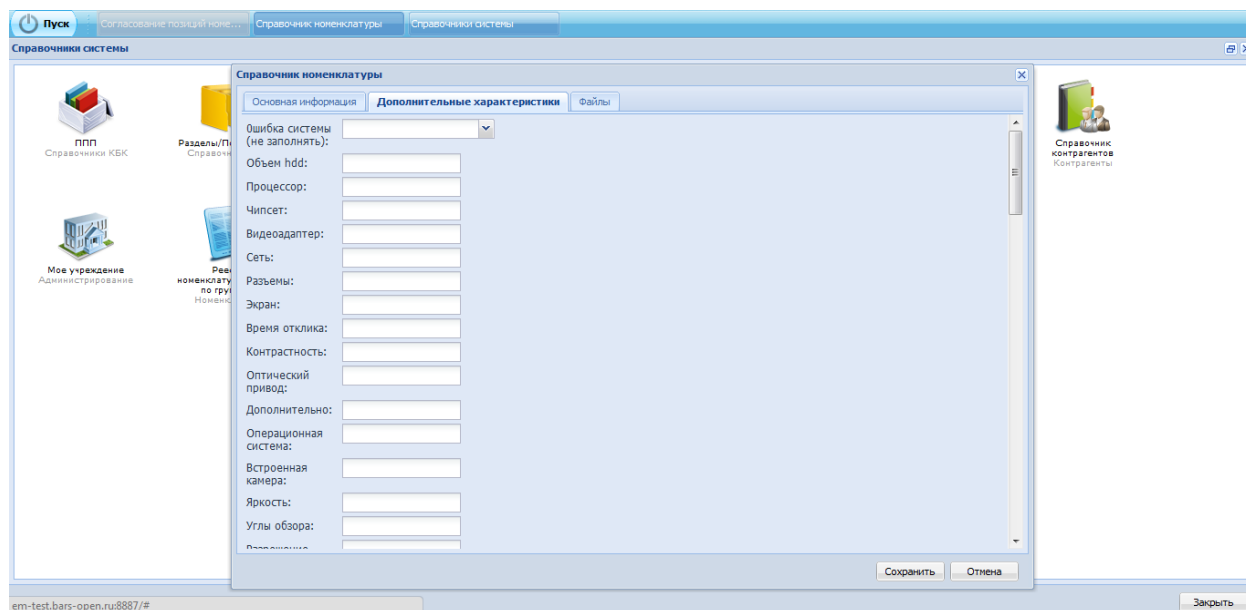 Пуск
Согласование позиций номе...
Справочник номенклатуры
Справочники системы
Справочники системы
ППП
Справочники КБК
Разделы/П
Справочн
Мое учреждение
Администрирование
Рее
номенклату
по гру
Номенк
Справочник номенклатуры
Основная информация
Дополнительные характеристики
Файлы
0шибка системы
(не заполнять):
Объем hdd:
Процессор:
Чипсет:
Видеоадаптер:
Сеть:
Разъемы:
Экран:
Время отклика:
Контрастность:
Оптический
привод:
Дополнительно:
Операционная
система:
Встроенная
камера:
Яркость:
Углы обзора:
Разрешение
Сохранить
Отмена
Справочник
контрагентов
Контрагенты
em-test.bars-open.ru:8887/#
Закрыть